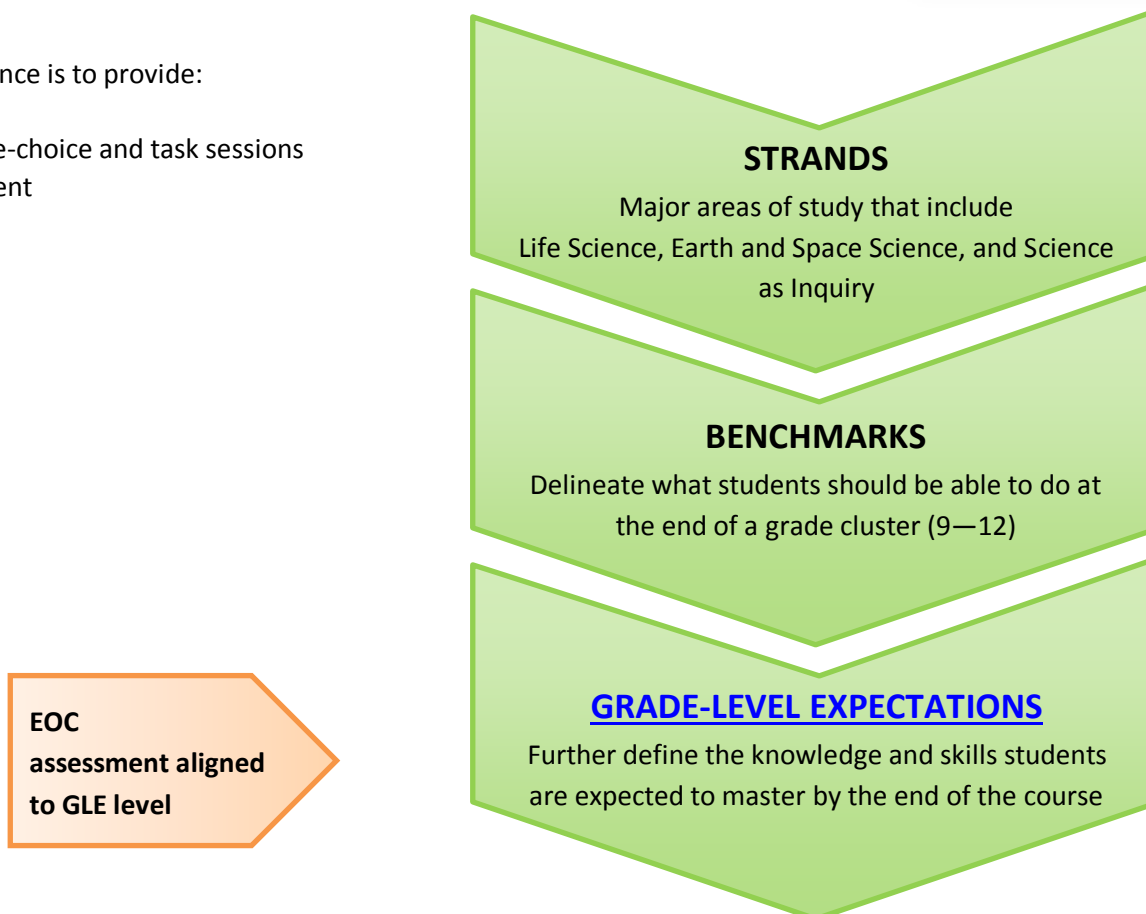 nce is to provide:
e-choice and task sessions
ent
STRANDS
Major areas of study that include
Life Science, Earth and Space Science, and Science
as Inquiry
BENCHMARKS
Delineate what students should be able to do at
the end of a grade cluster (9—12)
EOC
assessment aligned
to GLE level
GRADE-LEVEL EXPECTATIONS
Further define the knowledge and skills students
are expected to master by the end of the course